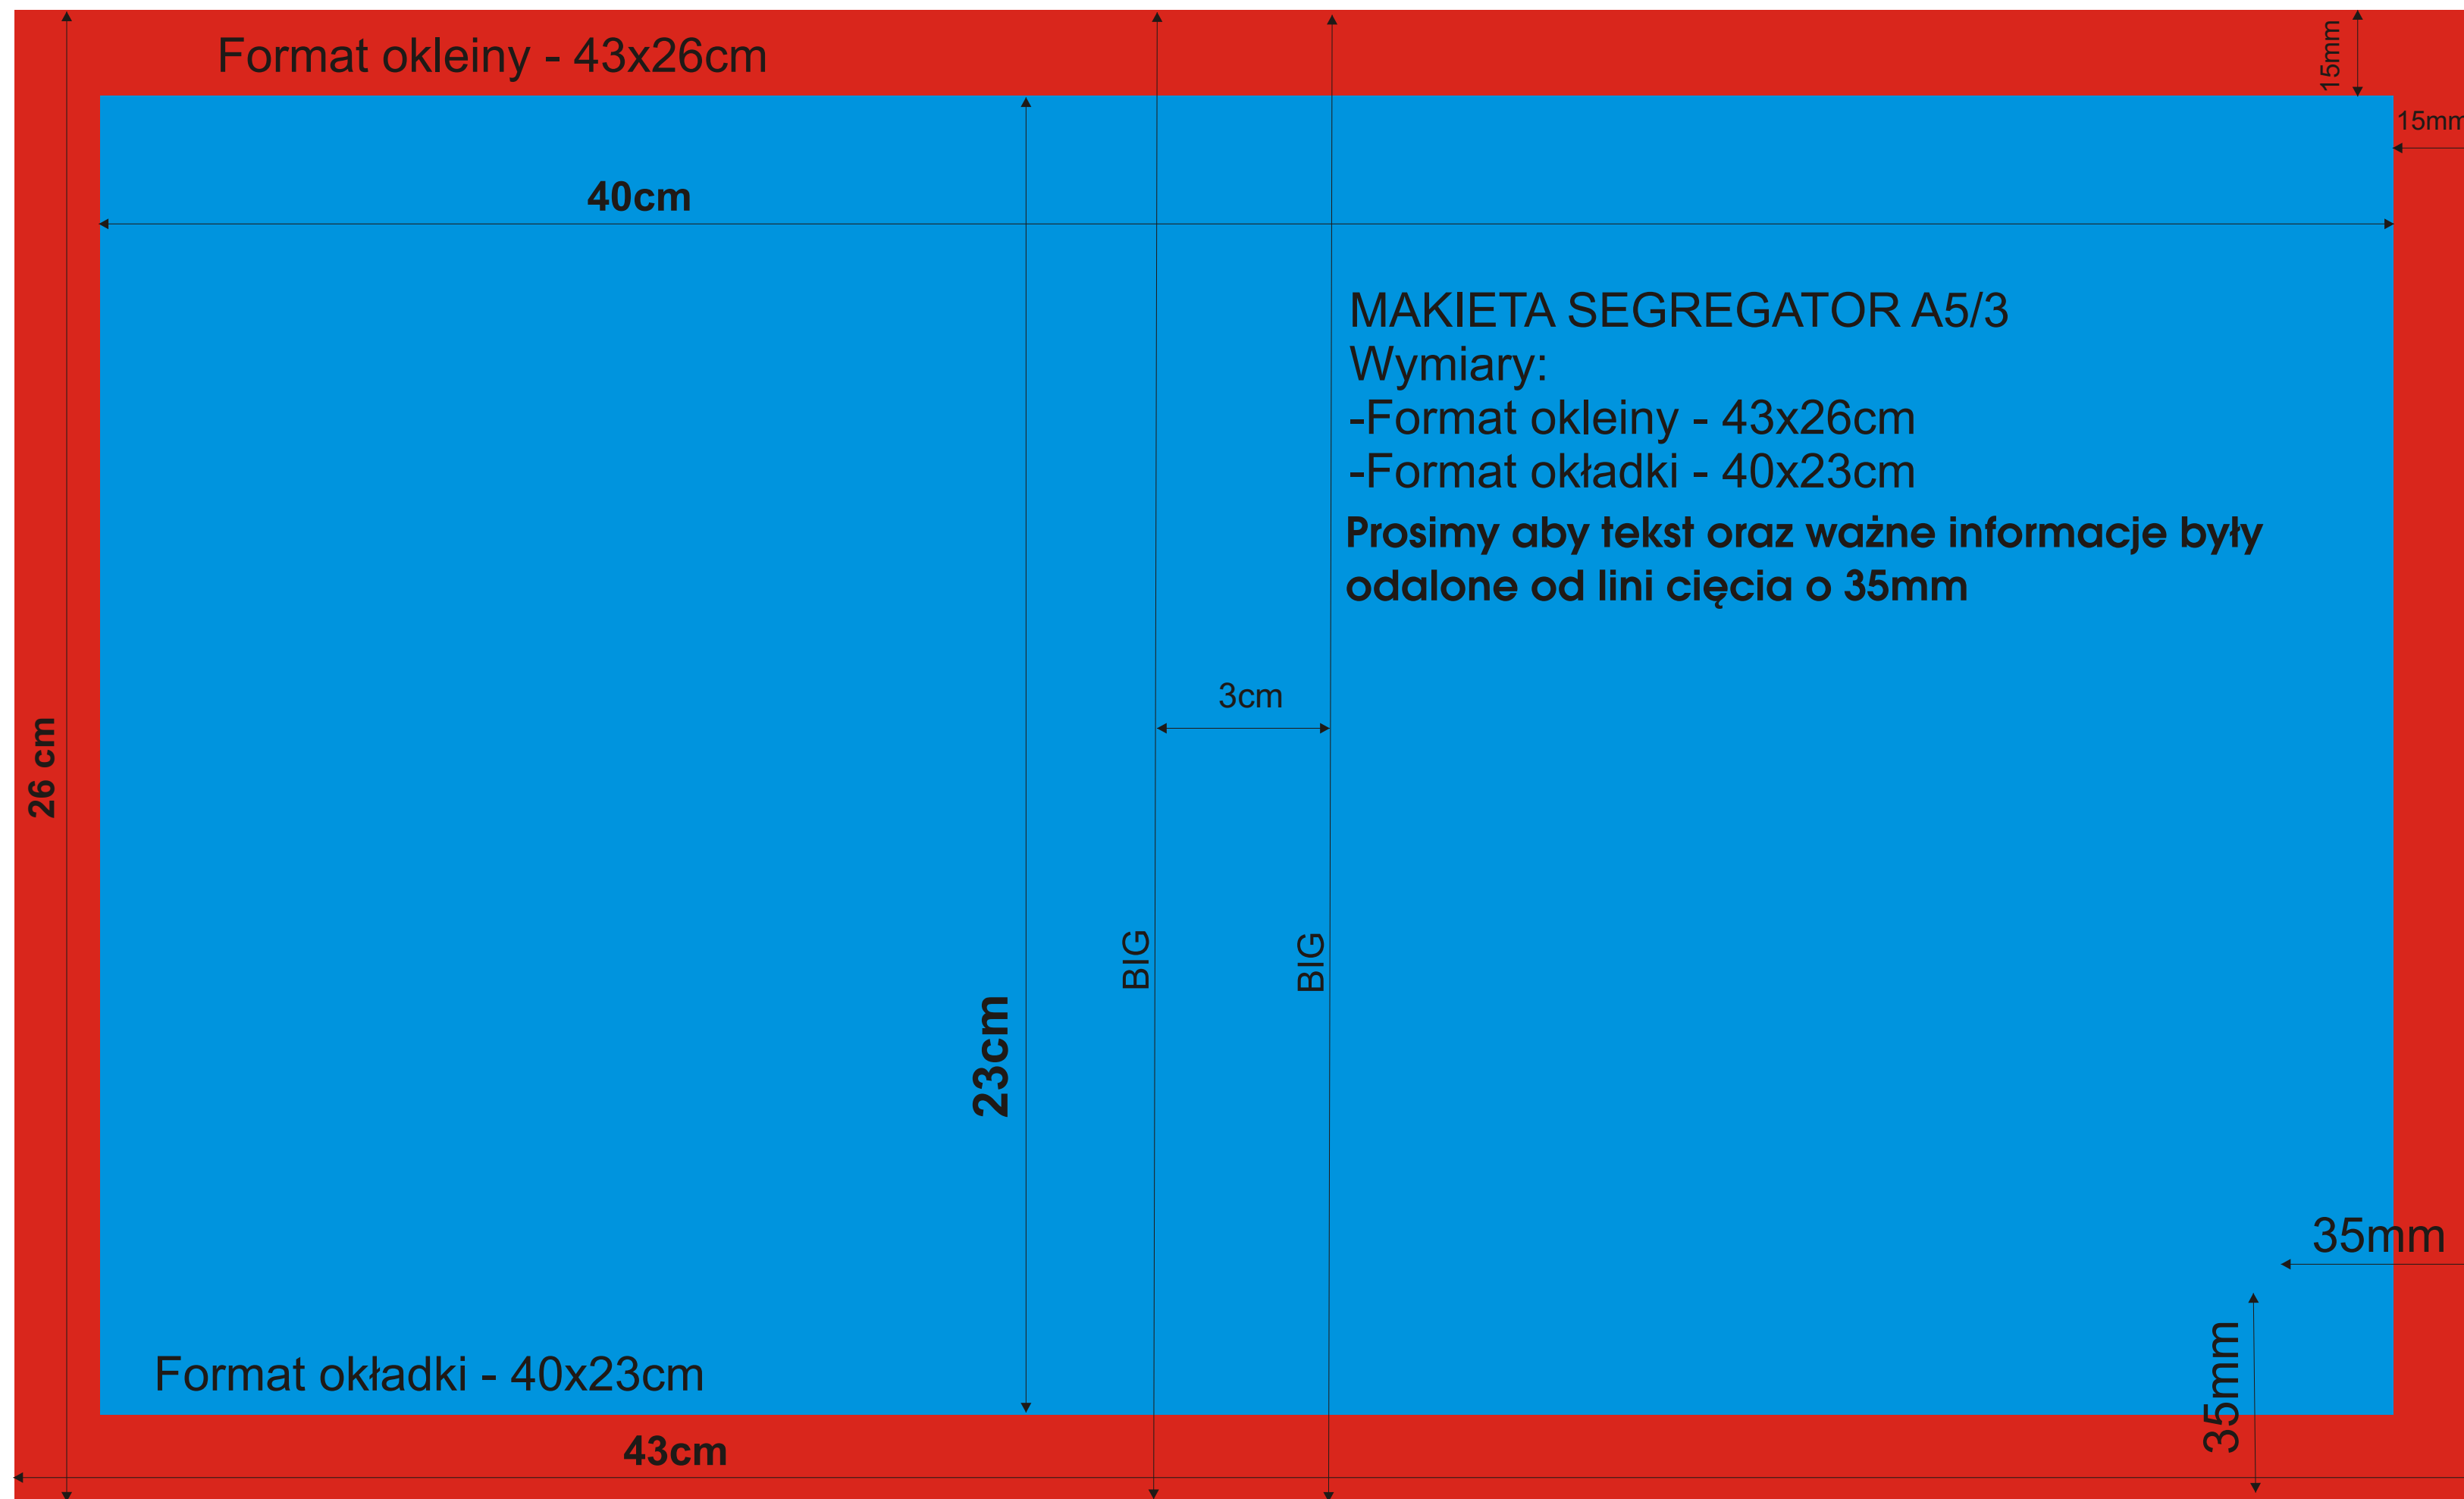 Format okleiny - 43x26cm
15mm
15mm
40cm
MAKIETA SEGREGATOR A5/3
Wymiary:
-Format okleiny - 43x26cm
-Format okładki - 40x23cm
Prosimy aby tekst oraz ważne informacje były
oddalone od lini cięcia o 35mm
3cm
26 cm
BIG
BIG
23cm
35mm
35mm
Format okładki - 40x23cm
43cm